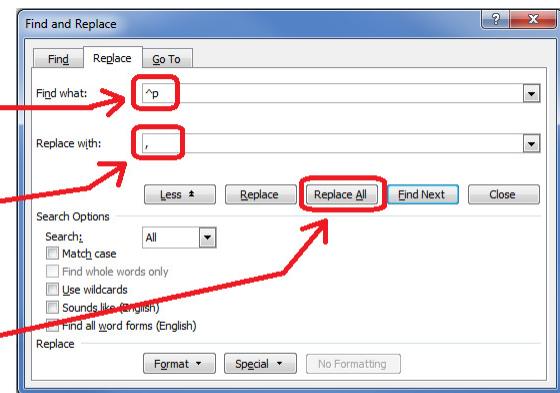 Find and Replace
Find Replace Go To
Find what: ^p
Replace with: ,
Less Replace Replace All Find Next Close
Search Options
Search: All
Match case
Find whole words only
Use wildcards
Sounds like (English)
Find all word forms (English)
Replace
Format Special No Formatting